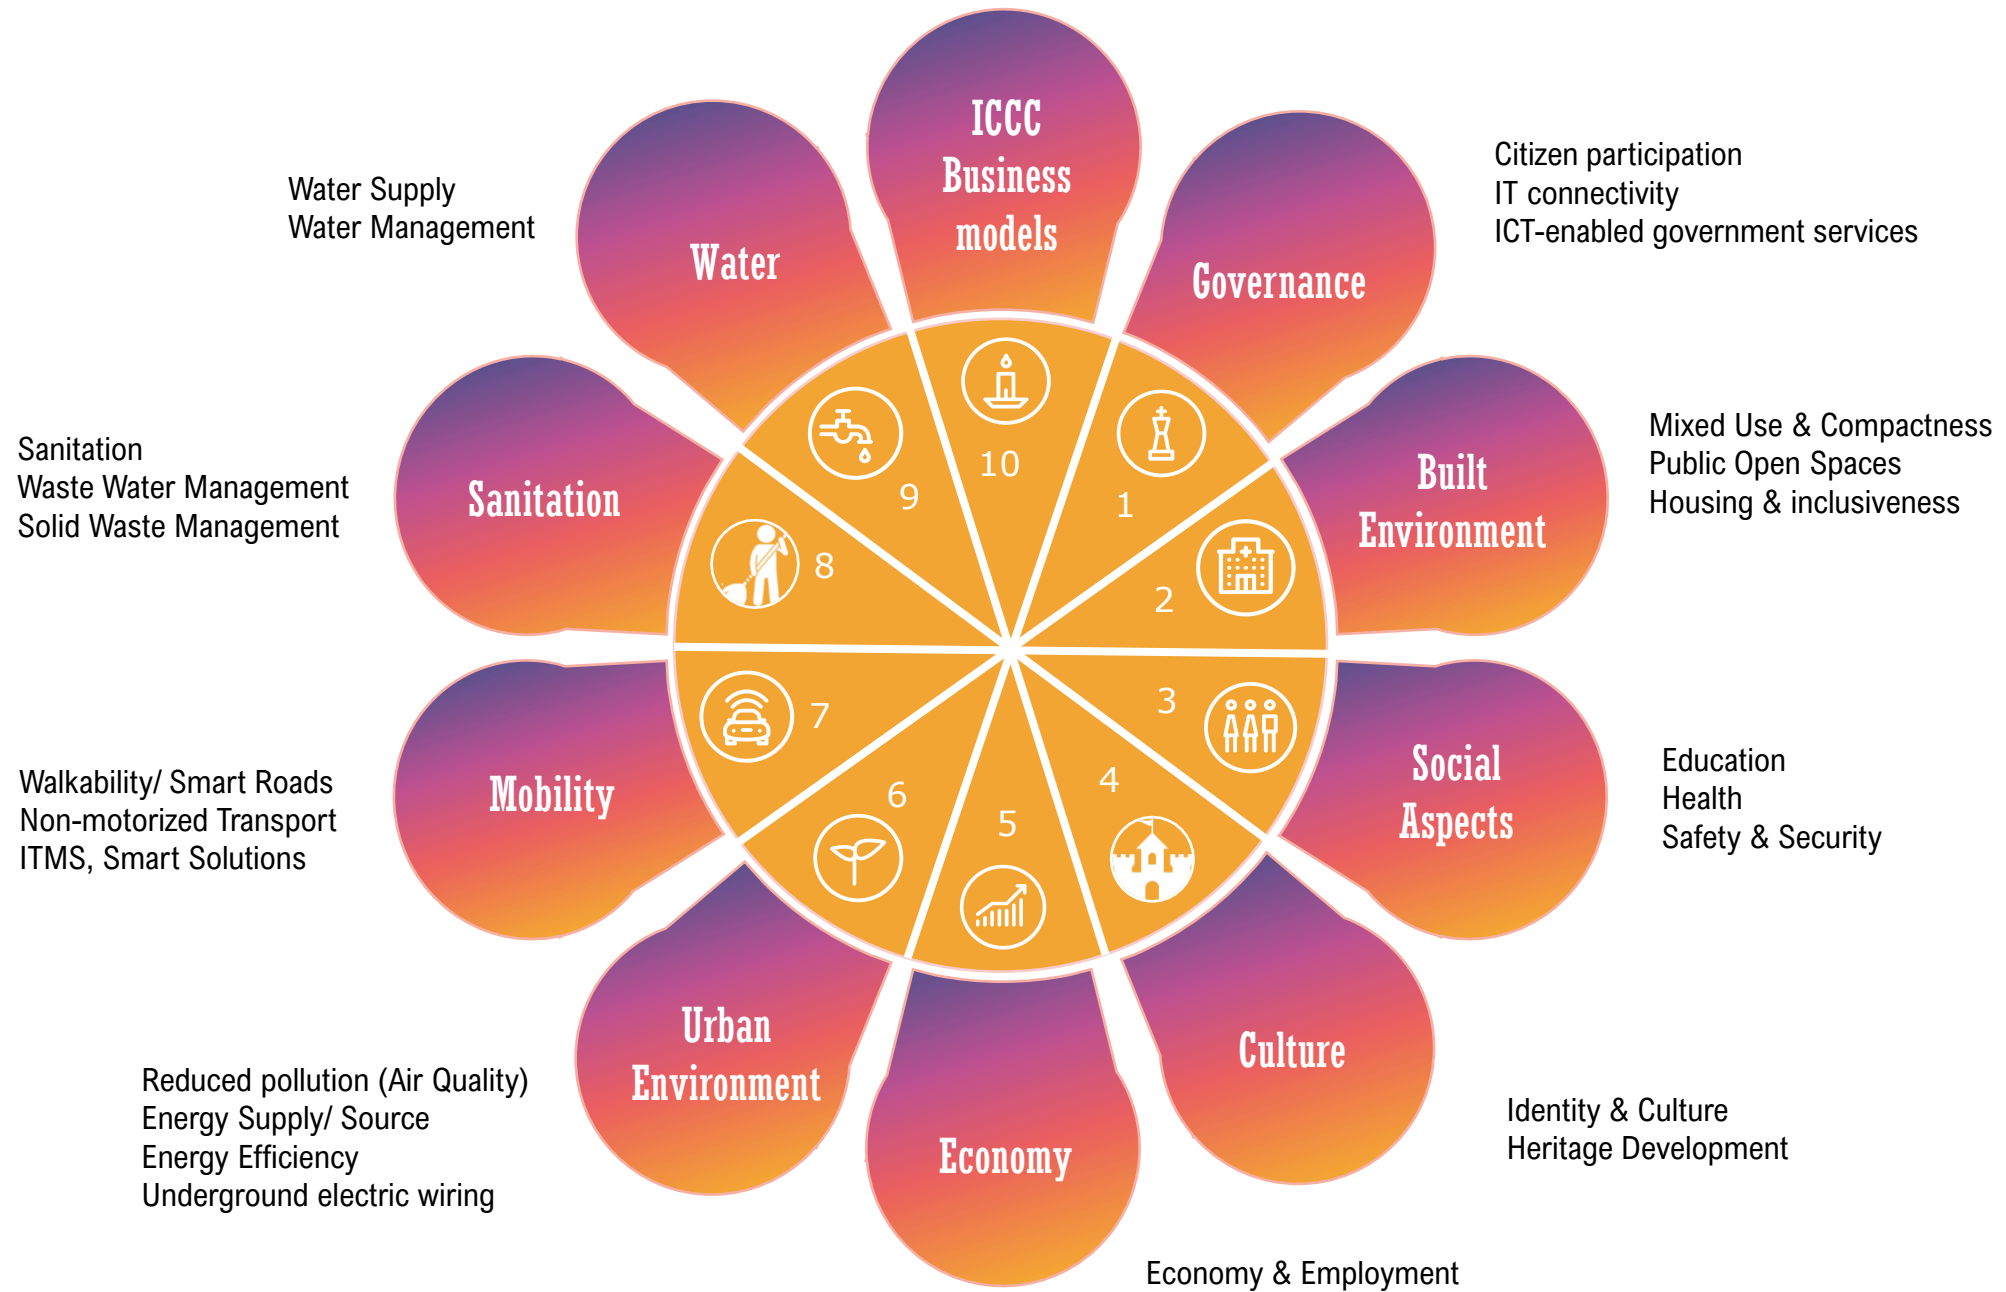 ICCC
Business
models
10
Governance
1
Citizen participation
IT connectivity
ICT-enabled government services
Built
Environment
2
Mixed Use & Compactness
Public Open Spaces
Housing & inclusiveness
Social
Aspects
3
Education
Health
Safety & Security
Culture
4
Identity & Culture
Heritage Development
Economy
5
Economy & Employment
Urban
Environment
6
Reduced pollution (Air Quality)
Energy Supply/ Source
Energy Efficiency
Underground electric wiring
Mobility
7
Walkability/ Smart Roads
Non-motorized Transport
ITMS, Smart Solutions
Sanitation
8
Sanitation
Waste Water Management
Solid Waste Management
Water
9
Water Supply
Water Management